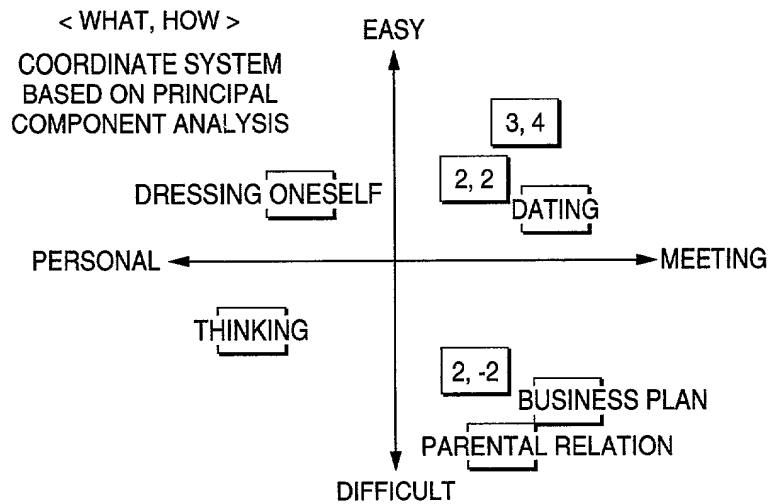 < WHAT, HOW >
COORDINATE SYSTEM
BASED ON PRINCIPAL
COMPONENT ANALYSIS
EASY
3, 4
2, 2
DRESSING ONESELF
DATING
PERSONAL
MEETING
THINKING
2, -2
BUSINESS PLAN
PARENTAL RELATION
DIFFICULT